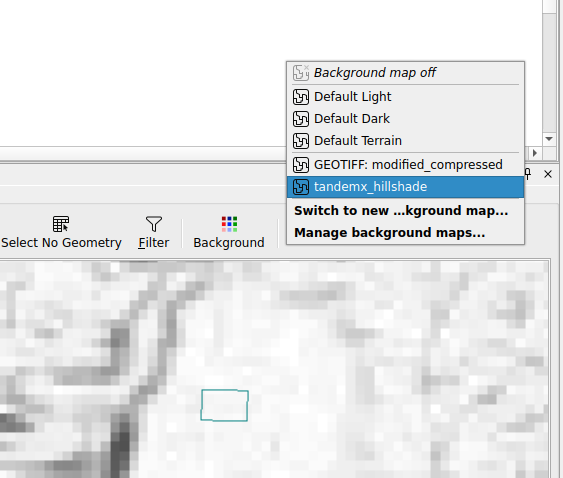 Background map off
Default Light
Default Dark
Default Terrain
GEOTIFF: modified_compressed
tandemx_hillshade
Switch to new ...kground map...
Manage background maps...
Select No Geometry
Filter
Background